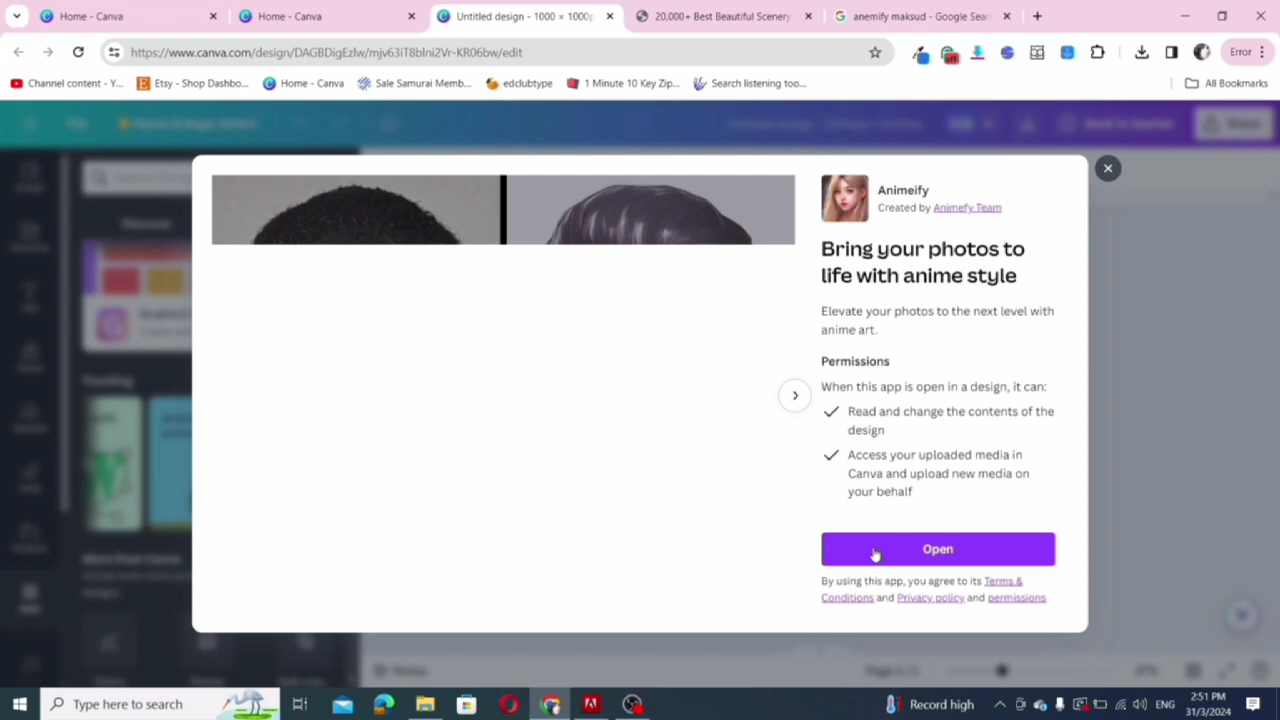 Home - Canva
Home - Canva
Untitled design - 1000 × 1000p
20,000+ Best Beautiful Scenery
anemify maksud - Google Sear
https://www.canva.com/design/DAGBDigEzlw/mjv63iT8blni2Vr-KR06bw/edit
off
Error
Channel content - Y...
Etsy - Shop Dashbo...
Home - Canva
Sale Samurai Memb...
edclubtype
1 Minute 10 Key Zip...
Search listening too...
All Bookmarks
Share
Animeify
Created by Animefy Team
Bring your photos to
life with anime style
Elevate your photos to the next level with
anime art.
Permissions
When this app is open in a design, it can:
Read and change the contents of the
design
Access your uploaded media in
Canva and upload new media on
your behalf
Open
By using this app, you agree to its Terms &
Conditions and Privacy policy and permissions
Trending
Type here to search
Record high
ENG
2:51 PM
31/3/2024